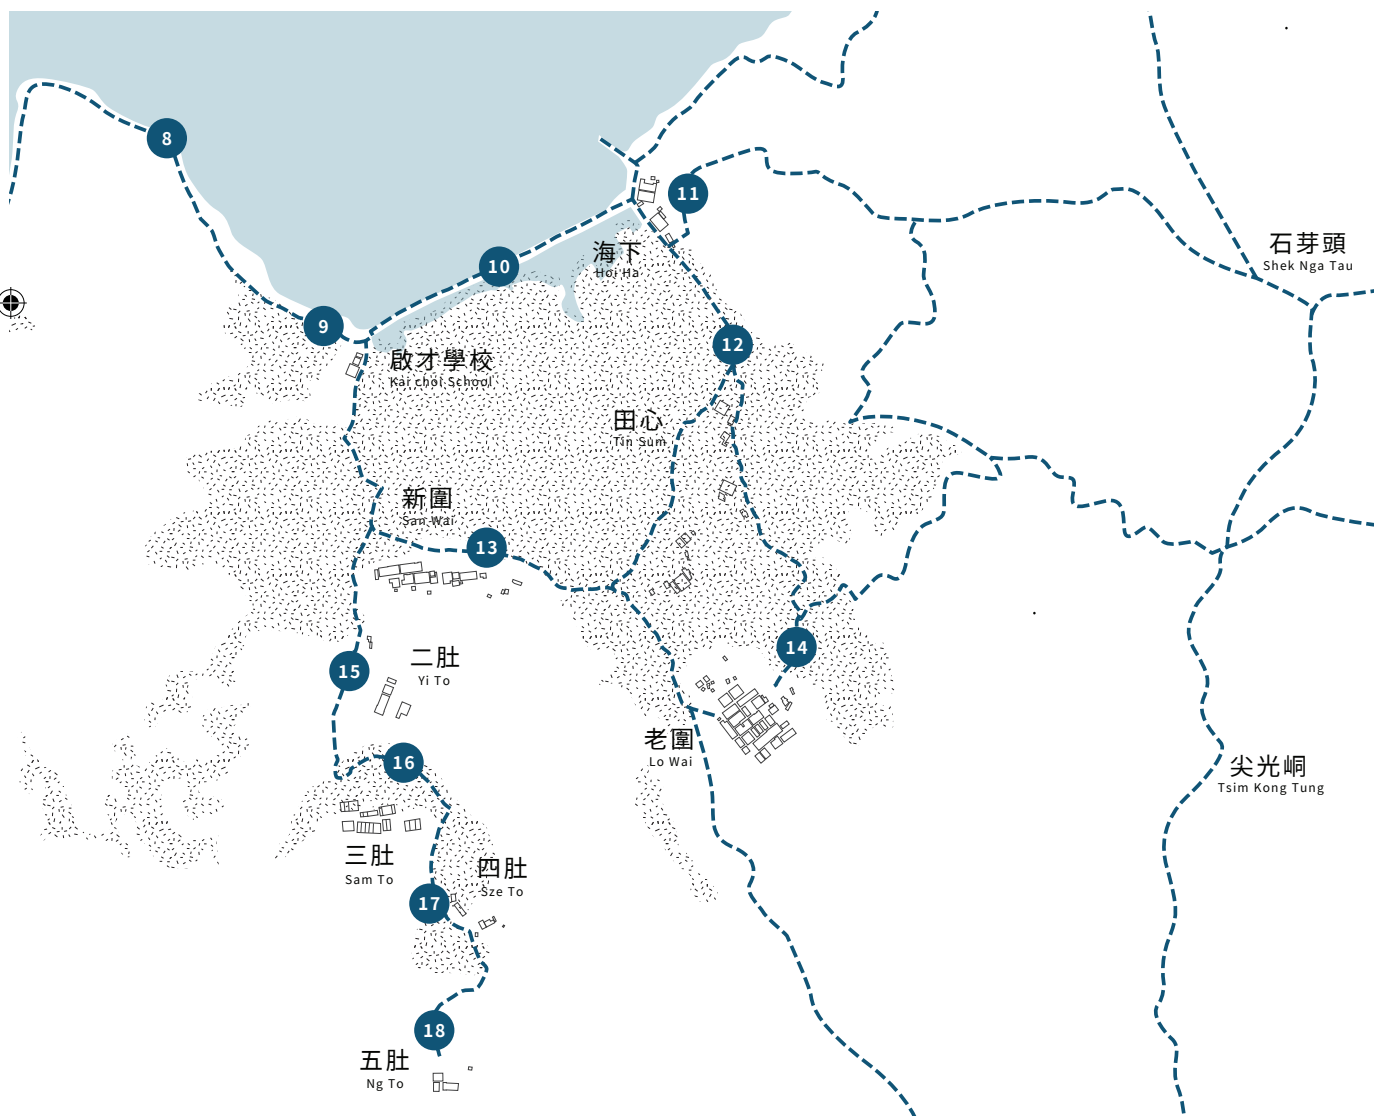 8
11
石芽頭
Shek Nga Tau
海下
Hoi Ha
10
9
12
啟才學校
Kai choi School
田心
Tin Sum
新圍
San Wai
13
14
二肚
Yi To
15
老圍
Lo Wai
16
尖光峒
Tsim Kong Tung
三肚
Sam To
四肚
Sze To
17
18
五肚
Ng To